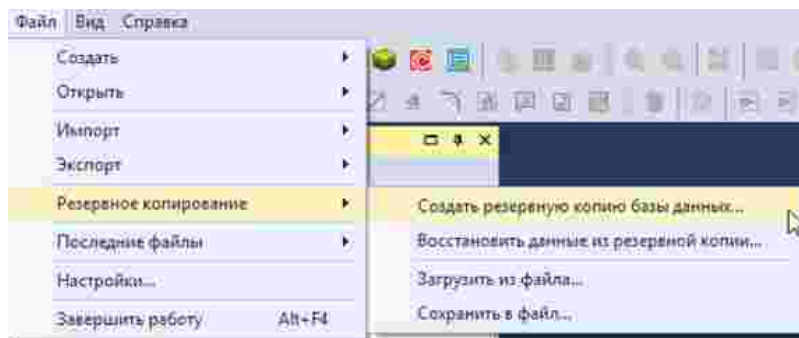 Файл Вид Справка
Создать
Открыть
Импорт
Экспорт
Резервное копирование
Создать резервную копию базы данных...
Последние файлы
Восстановить данные из резервной копии...
Настройки...
Загрузить из файла...
Завершить работу Alt+F4
Сохранить в файл...